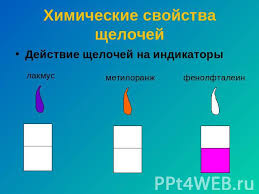 Химические свойства
щелочей
• Действие щелочей на индикаторы
лакмус метилоранж фенолфталеин
PPt4WEB.ru